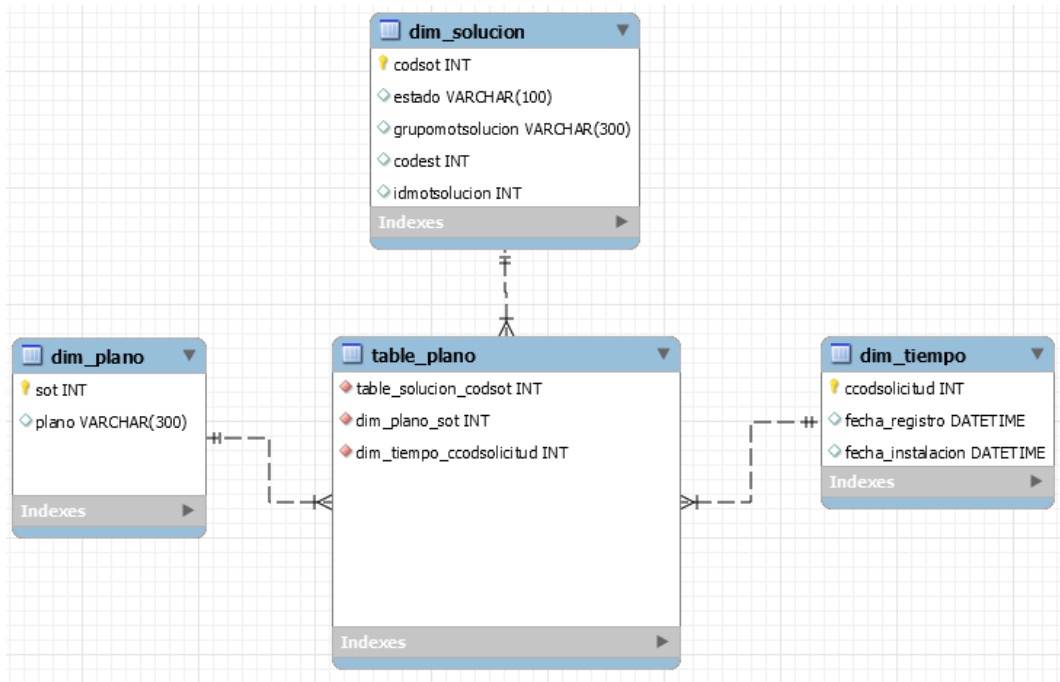 dim_solucion
codsot INT
estado VARCHAR(100)
grupomotsolucion VARCHAR(300)
codest INT
idmotsolucion INT
Indexes
dim_plano
sot INT
plano VARCHAR(300)
Indexes
table_plano
table_solucion_codsot INT
dim_plano_sot INT
dim_tiempo_ccodsolicitud INT
Indexes
dim_tiempo
ccodsolicitud INT
fecha_registro DATETIME
fecha_instalacion DATETIME
Indexes